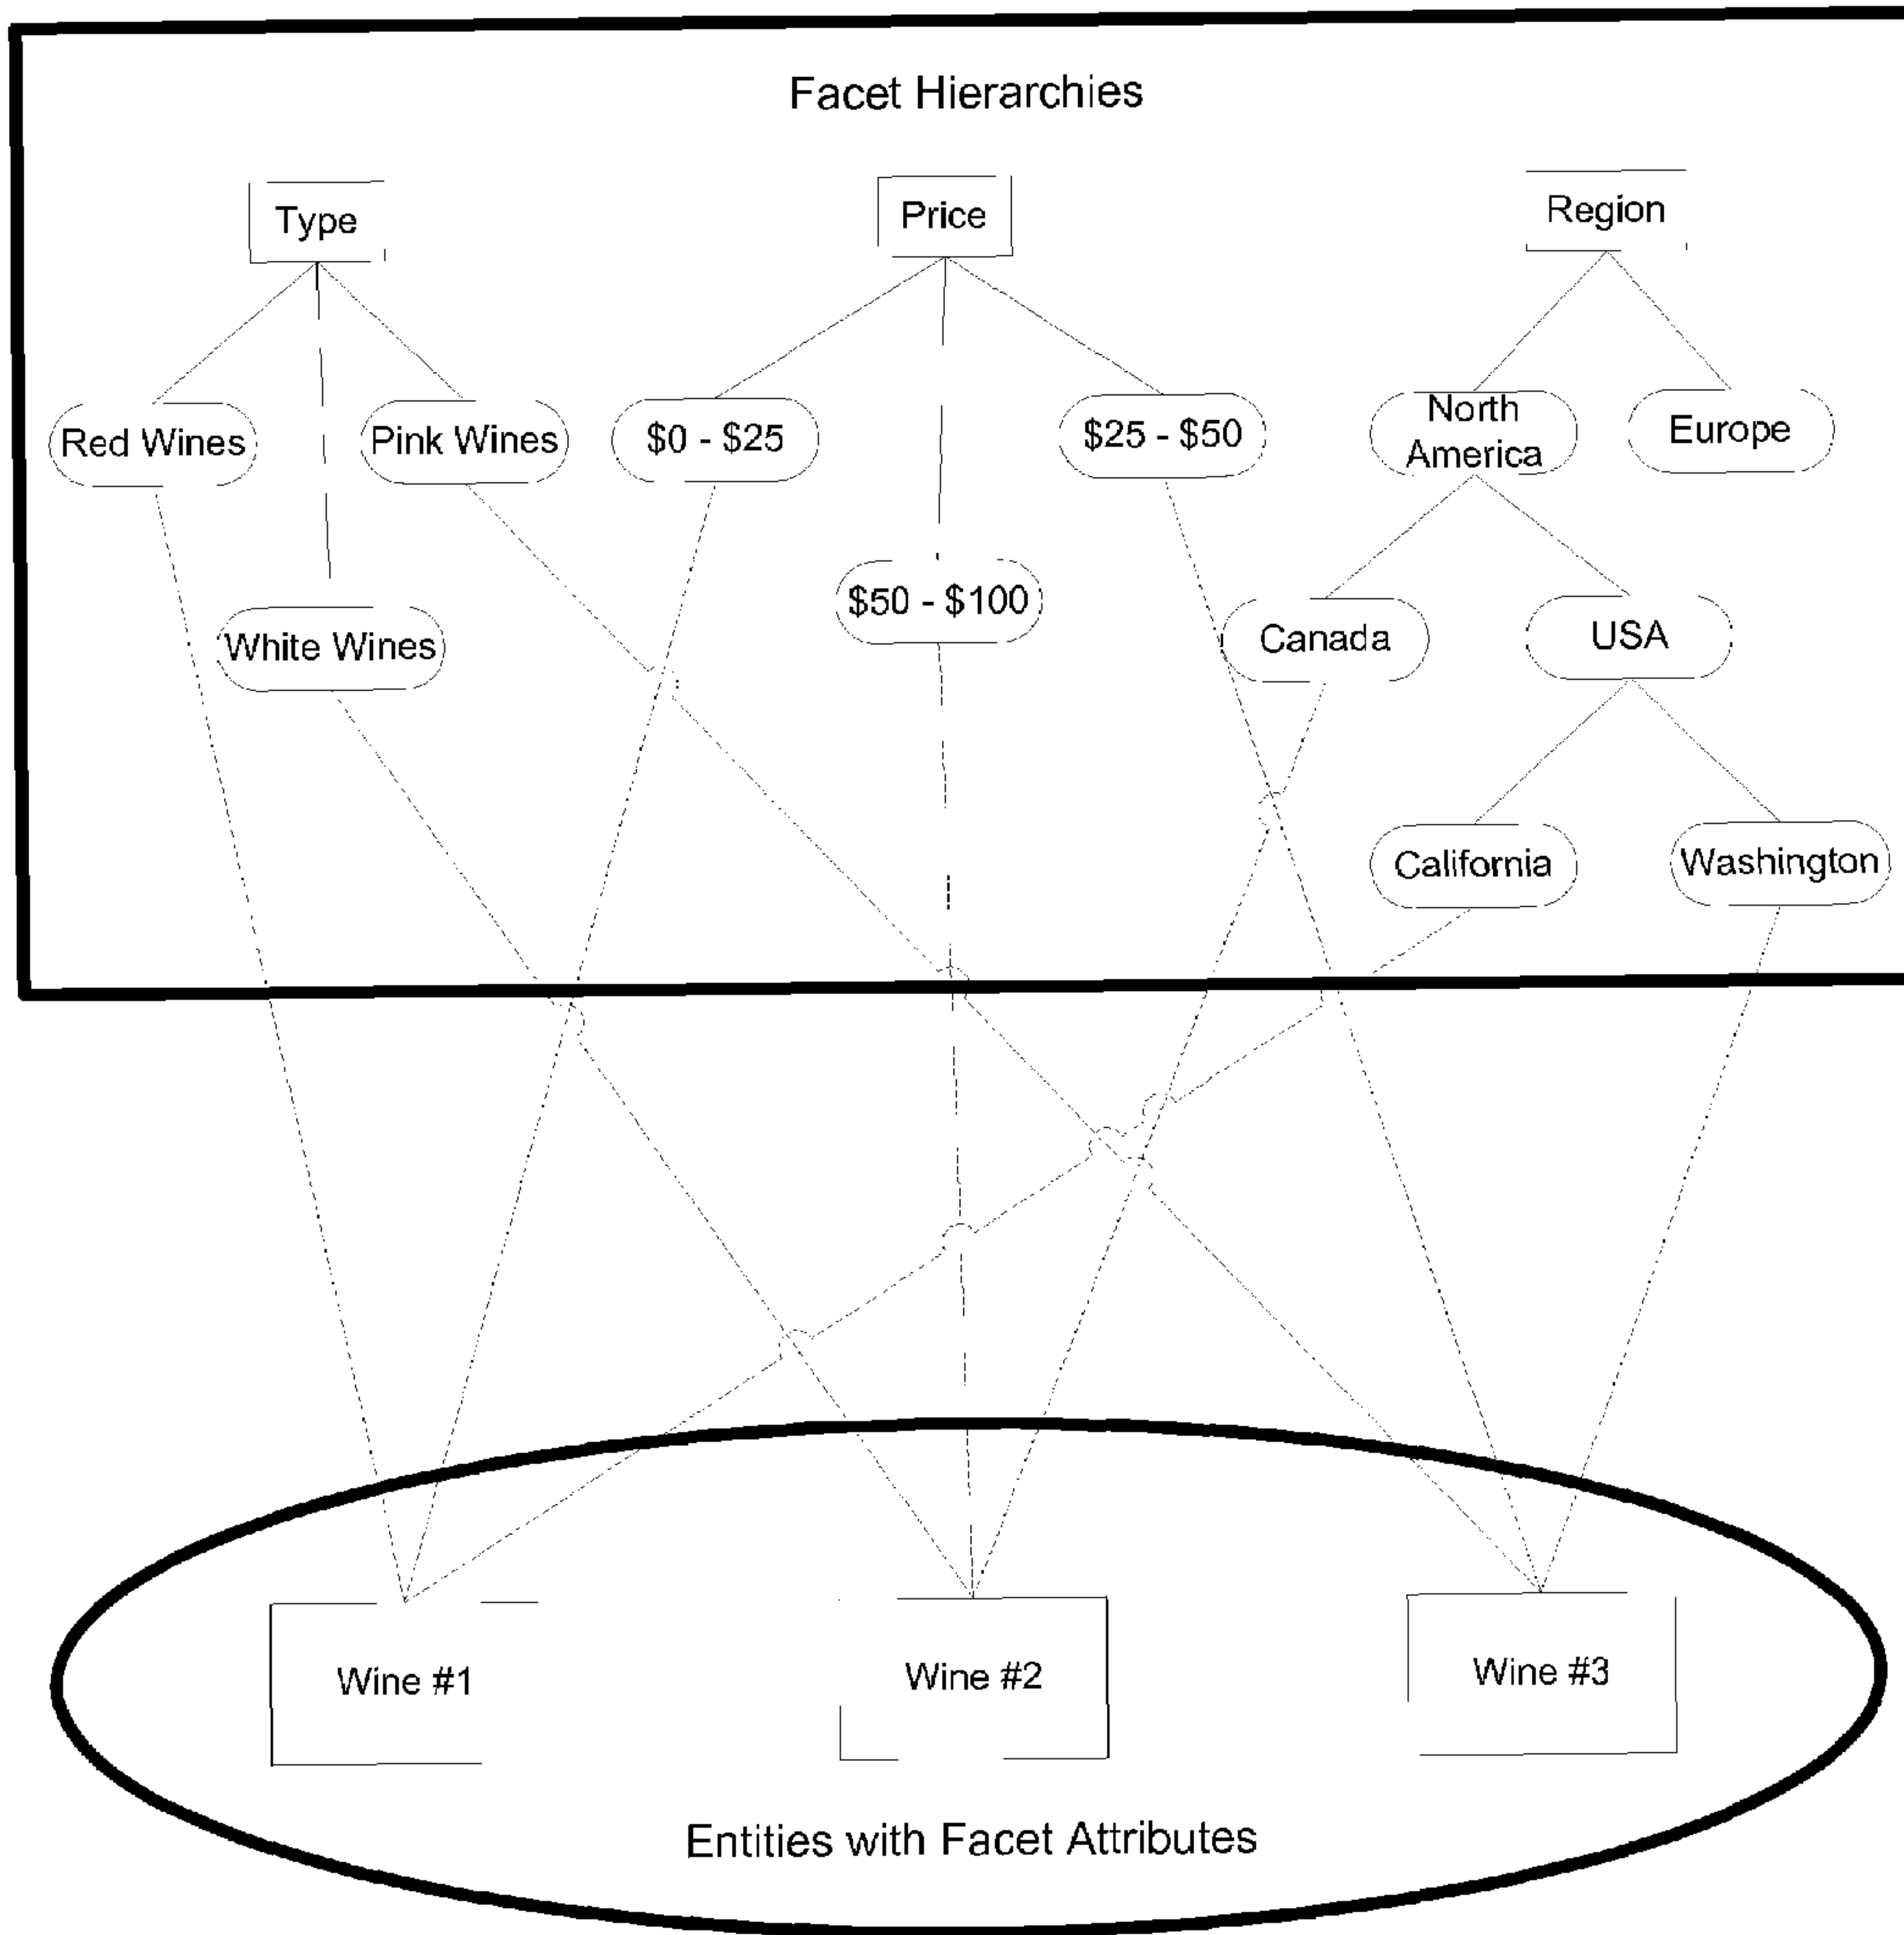 Facet Hierarchies
Type
Price
Region
Red Wines
Pink Wines
$0 - $25
$25 - $50
North
America
Europe
$50 - $100
White Wines
Canada
USA
California
Washington
Wine #1
Wine #2
Wine #3
Entities with Facet Attributes